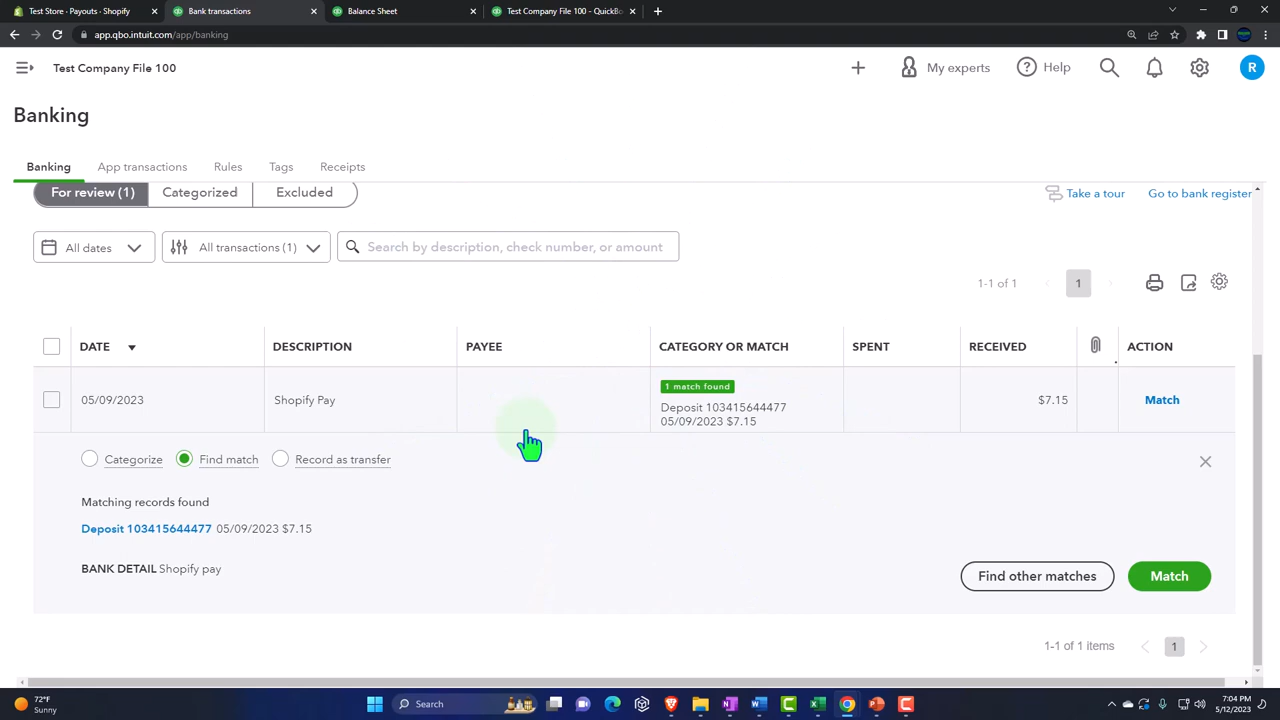 Test Store - Payouts - Shopify
Bank transactions
Balance Sheet
Test Company File 100 - QuickBo
app.qbo.intuit.com/app/banking
Test Company File 100
My experts
Help
R
Banking
Banking
App transactions
Rules
Tags
Receipts
For review (1)
Categorized
Excluded
Take a tour
Go to bank register
All dates
All transactions (1)
Search by description, check number, or amount
1-1 of 1
1
DATE
DESCRIPTION
PAYEE
CATEGORY OR MATCH
SPENT
RECEIVED
ACTION
05/09/2023
Shopify Pay
1 match found
Deposit 103415644477
05/09/2023 $7.15
$7.15
Match
Categorize
Find match
Record as transfer
Matching records found
Deposit 103415644477 05/09/2023 $7.15
BANK DETAIL Shopify pay
Find other matches
Match
1-1 of 1 items
1
72°F
Sunny
Search
7:04 PM
5/12/2023